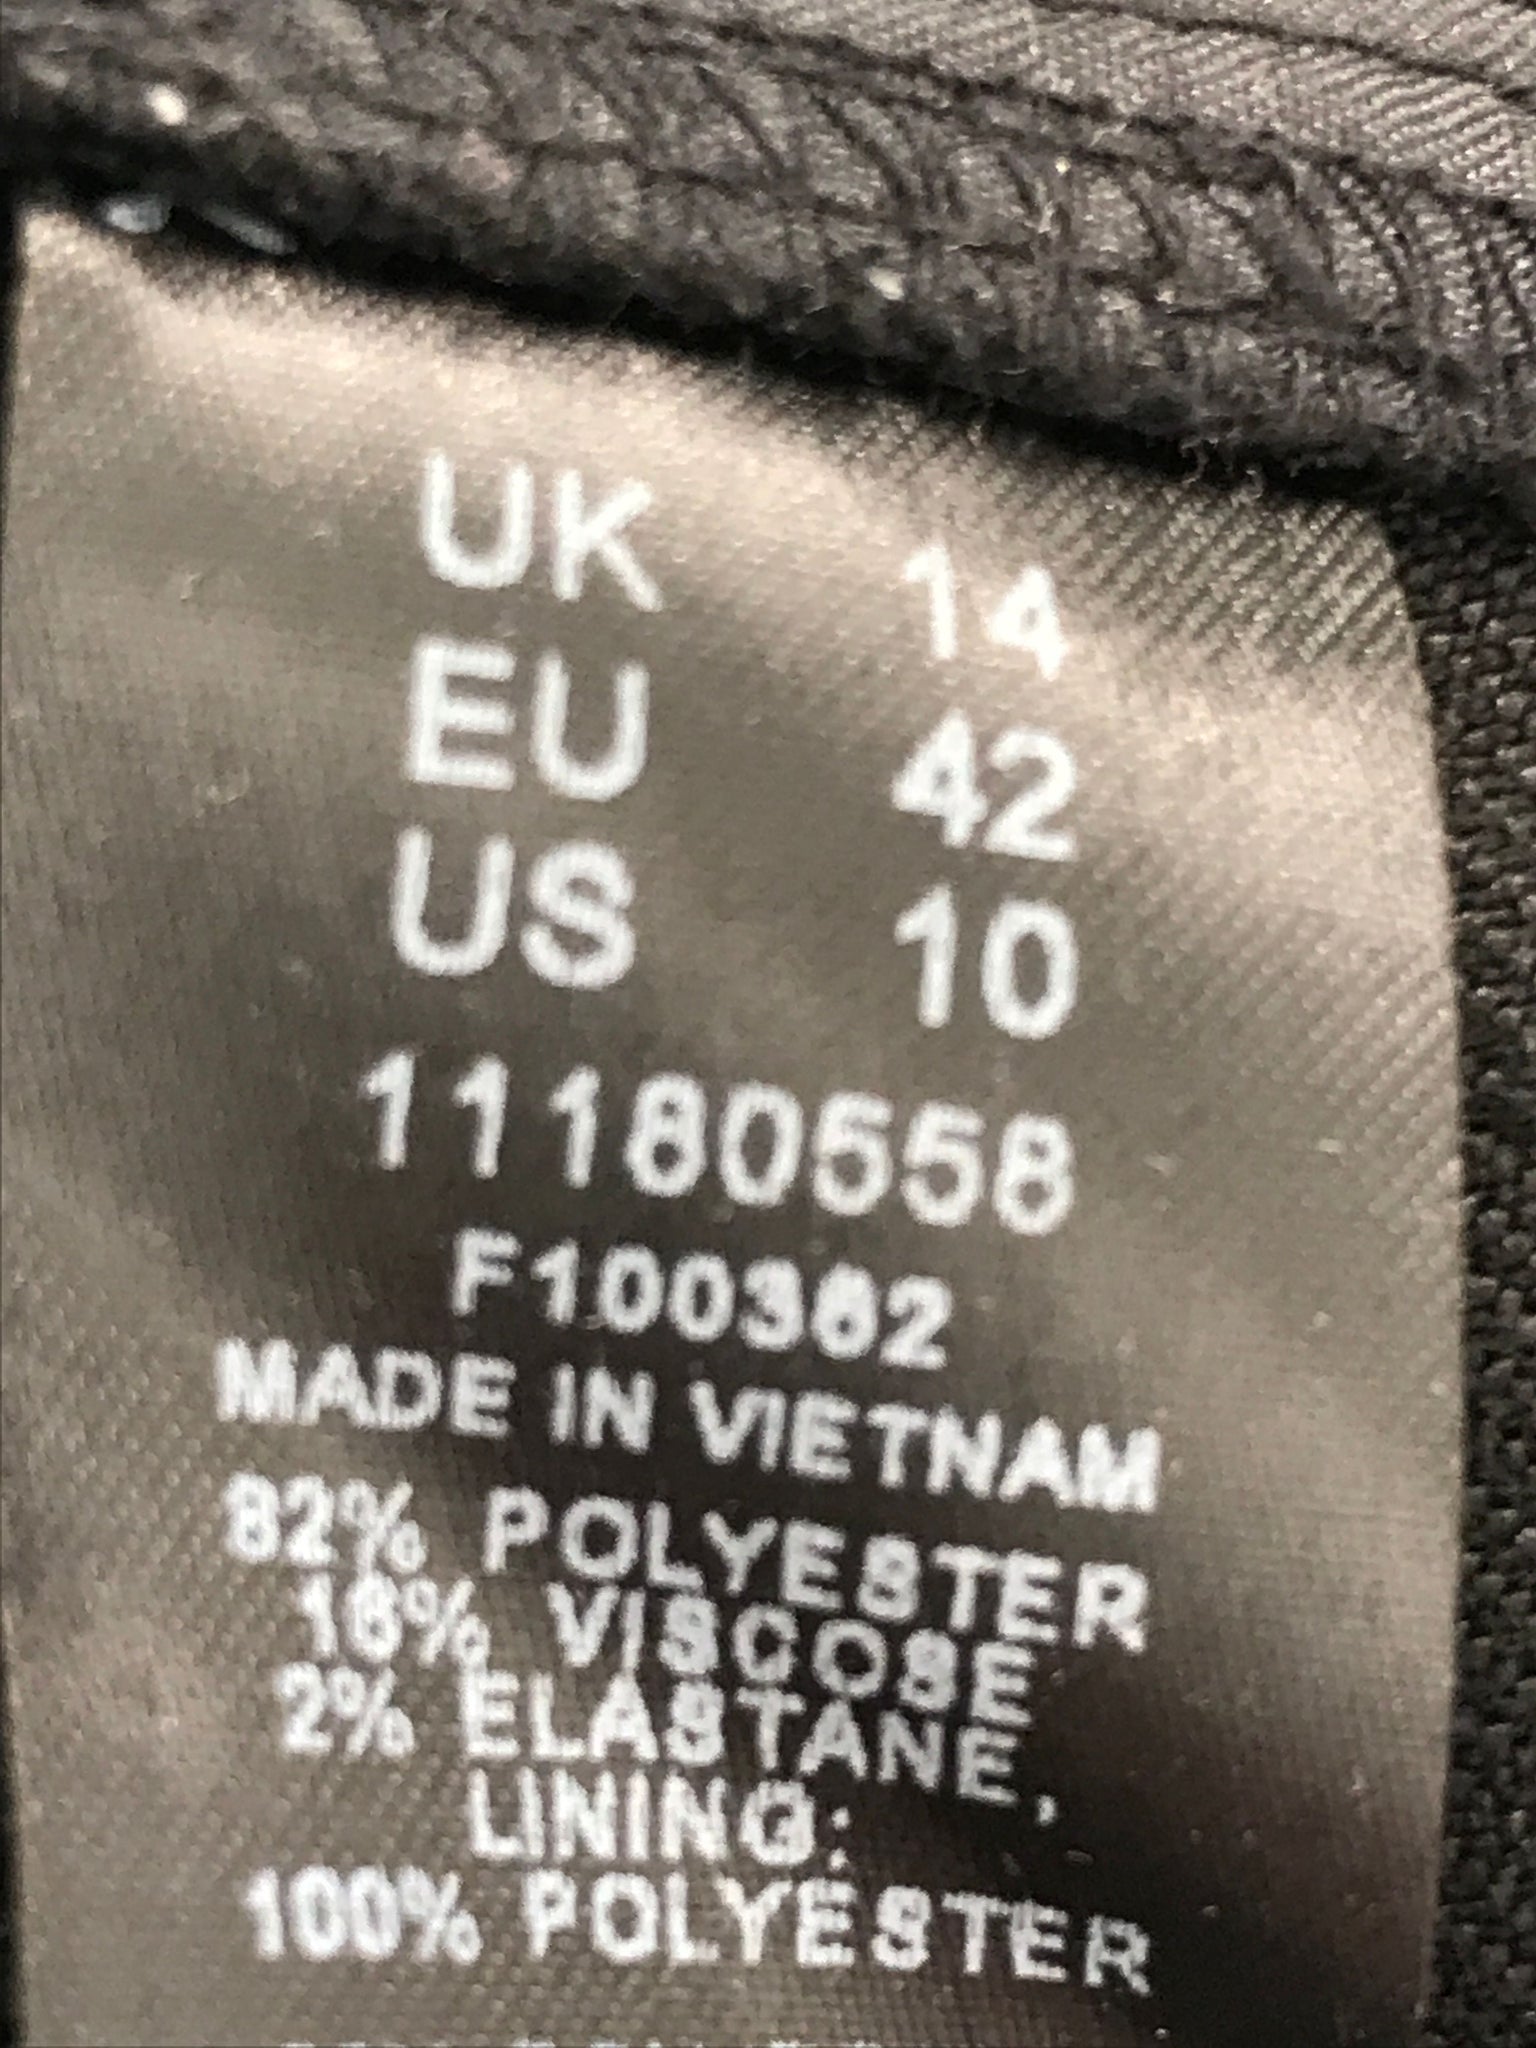 UK 14
EU 42
US 10
11180558
F100362
MADE IN VIETNAM
82% POLYESTER
16% VISCOSE
2% ELASTANE,
LINING:
100% POLYESTER